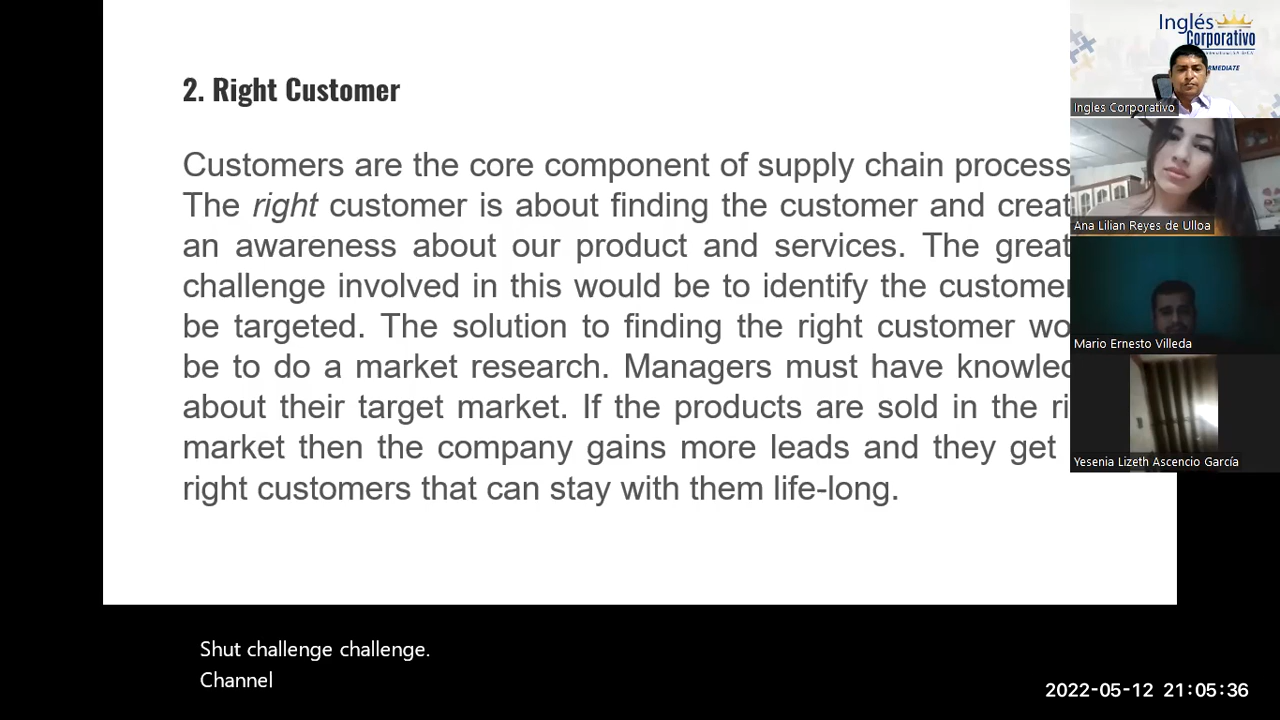 2. Right Customer
Customers are the core component of supply chain process
The right customer is about finding the customer and creat
an awareness about our product and services. The great
challenge involved in this would be to identify the customer
be targeted. The solution to finding the right customer wo
be to do a market research. Managers must have knowled
about their target market. If the products are sold in the ri
market then the company gains more leads and they get
right customers that can stay with them life-long.
Inglés
Corporativo
Ingles Corporativo
Ana Lilian Reyes de Ulloa
Mario Ernesto Villeda
Yesenia Lizeth Ascencio García
Shut challenge challenge.
Channel
2022-05-12 21:05:36